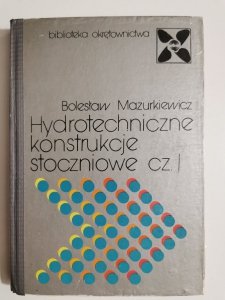 biblioteka okrętownictwa
Bolesław Mazurkiewicz
Hydrotechniczne
konstrukcje
stoczniowe cz. I